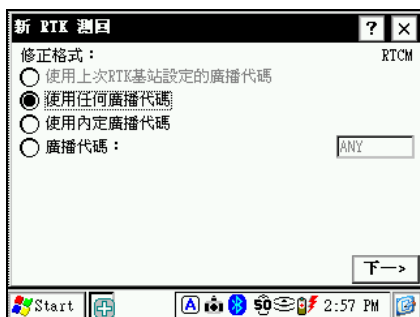 新 RTK 測回 ? ×
修正格式： RTCM
使用上次RTK基站設定的廣播代碼
使用任何廣播代碼
使用內定廣播代碼
廣播代碼： ANY
下一>
Start A 2:57 PM